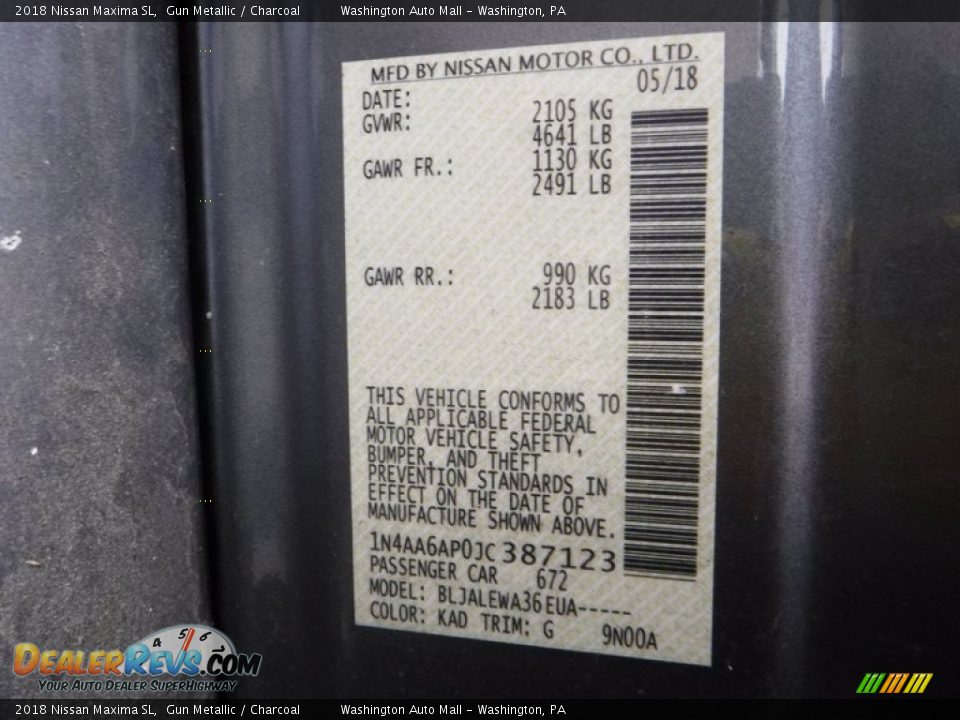 2018 Nissan Maxima SL,  Gun Metallic / Charcoal          Washington Auto Mall - Washington, PA
MFD BY NISSAN MOTOR CO., LTD.
DATE: 05/18
GVWR: 2105 KG
4641 LB
GAWR FR.: 1130 KG
2491 LB
GAWR RR.: 990 KG
2183 LB
THIS VEHICLE CONFORMS TO
ALL APPLICABLE FEDERAL
MOTOR VEHICLE SAFETY,
BUMPER, AND THEFT
PREVENTION STANDARDS IN
EFFECT ON THE DATE OF
MANUFACTURE SHOWN ABOVE.
1N4AA6AP0JC387123
PASSENGER CAR 672
MODEL: BLJALEWA36EUA-----
COLOR: KAD TRIM: G 9N00A
4 5 6
DEALERREVS.COM
YOUR AUTO DEALER SUPERHIGHWAY
2018 Nissan Maxima SL,  Gun Metallic / Charcoal          Washington Auto Mall - Washington, PA